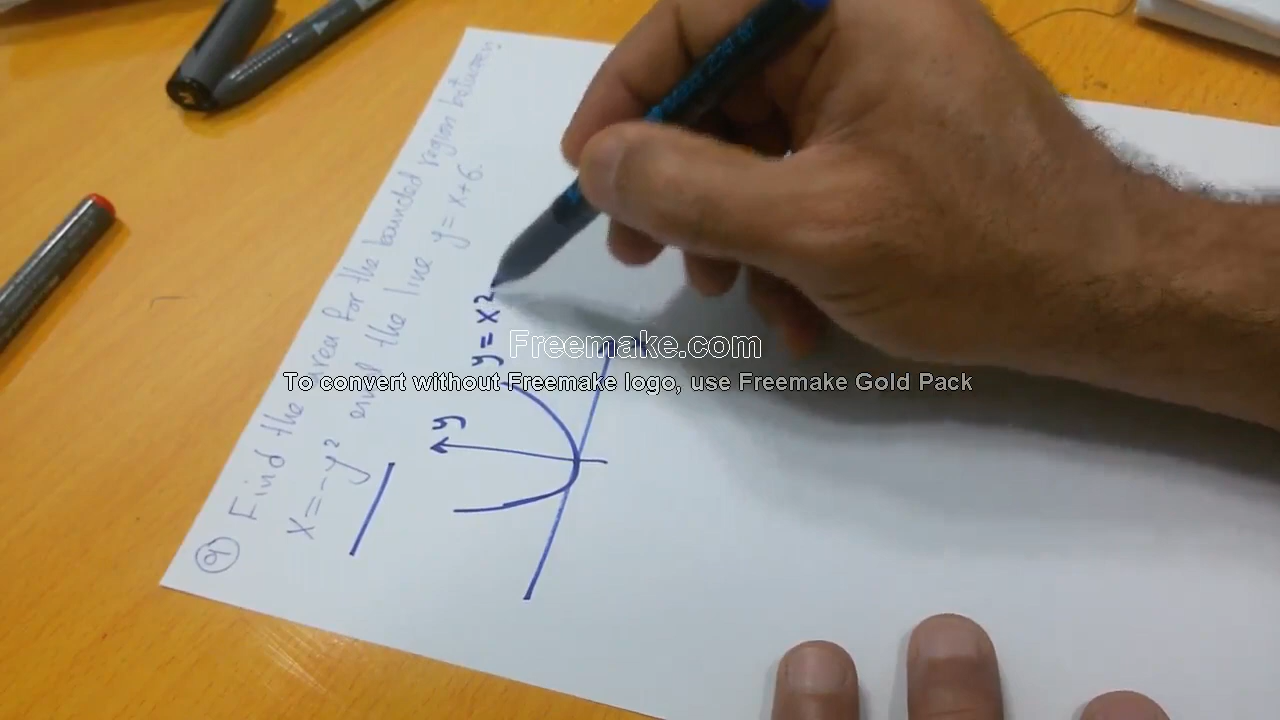 9 Find the area for the bounded region between
x = -y² and the line y = x+6.
y = x²
y
Freemake.com
To convert without Freemake logo, use Freemake Gold Pack